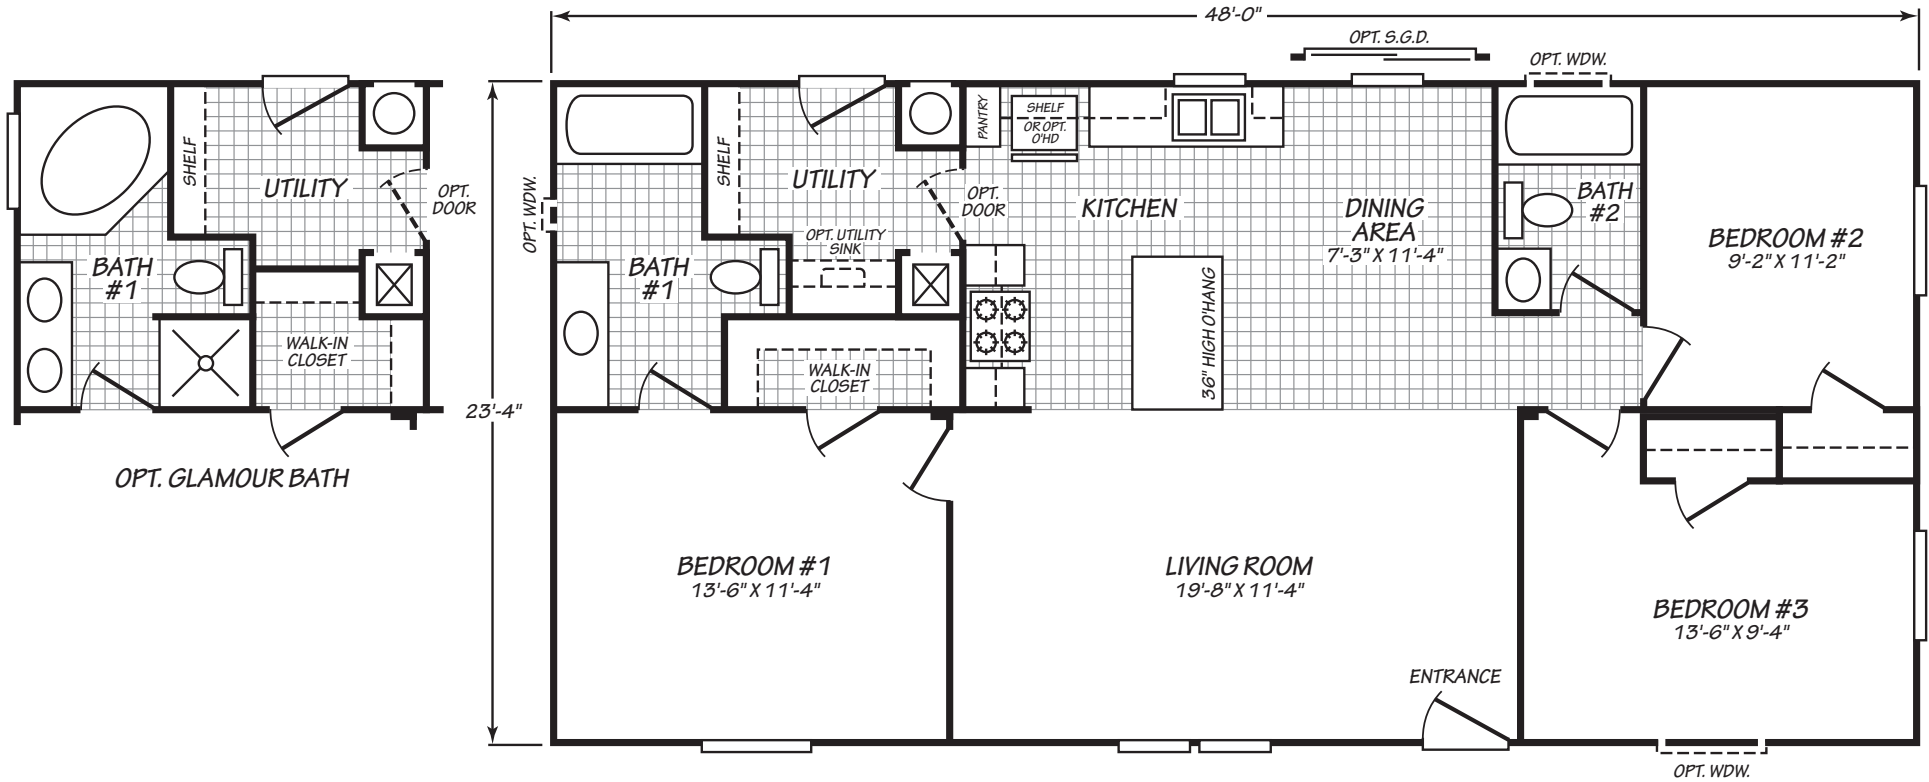 48'-0"
OPT. S.G.D.
OPT. WDW.
SHELF
UTILITY
OPT.
DOOR
BATH
#1
WALK-IN
CLOSET
OPT. GLAMOUR BATH
23'-4"
OPT. WDW.
SHELF
UTILITY
OPT. UTILITY
SINK
BATH
#1
WALK-IN
CLOSET
OPT.
DOOR
PANTRY
SHELF
OR OPT.
O'HD
KITCHEN
36" HIGH O'HANG
DINING
AREA
7'-3" X 11'-4"
BATH
#2
BEDROOM #2
9'-2" X 11'-2"
BEDROOM #1
13'-6" X 11'-4"
LIVING ROOM
19'-8" X 11'-4"
BEDROOM #3
13'-6" X 9'-4"
ENTRANCE
OPT. WDW.